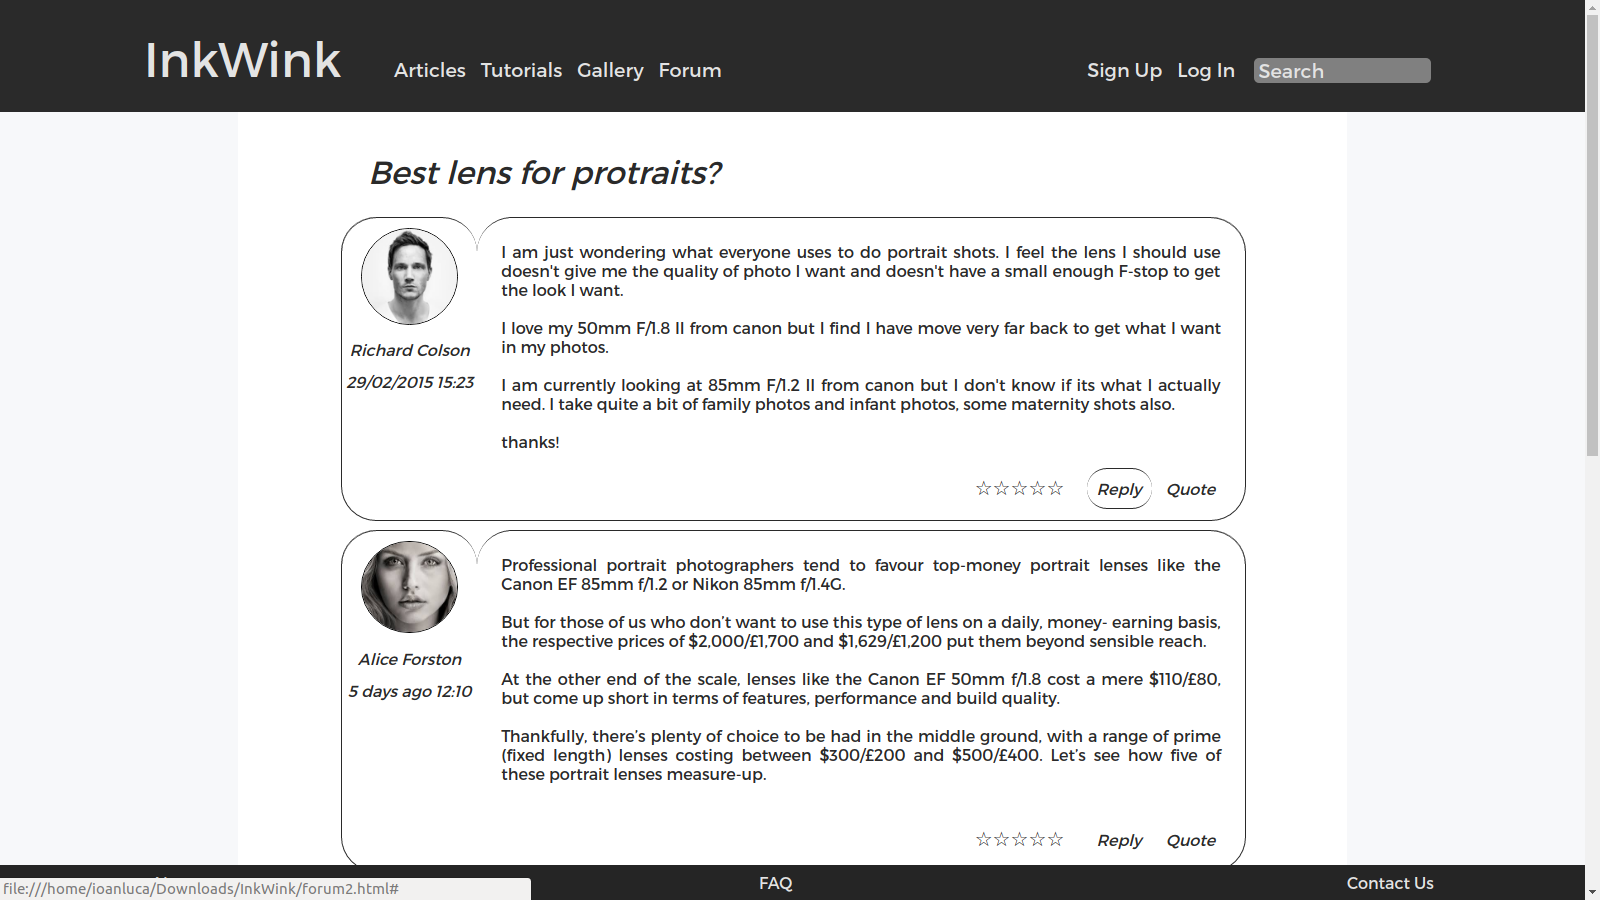 InkWink
Articles Tutorials Gallery Forum
Sign Up Log In Search
Best lens for protraits?
Richard Colson
29/02/2015 15:23
I am just wondering what everyone uses to do portrait shots. I feel the lens I should use
doesn't give me the quality of photo I want and doesn't have a small enough F-stop to get
the look I want.
I love my 50mm F/1.8 II from canon but I find I have move very far back to get what I want
in my photos.
I am currently looking at 85mm F/1.2 II from canon but I don't know if its what I actually
need. I take quite a bit of family photos and infant photos, some maternity shots also.
thanks!
☆☆☆☆☆ Reply Quote
Alice Forston
5 days ago 12:10
Professional portrait photographers tend to favour top-money portrait lenses like the
Canon EF 85mm f/1.2 or Nikon 85mm f/1.4G.
But for those of us who don’t want to use this type of lens on a daily, money- earning basis,
the respective prices of $2,000/£1,700 and $1,629/£1,200 put them beyond sensible reach.
At the other end of the scale, lenses like the Canon EF 50mm f/1.8 cost a mere $110/£80,
but come up short in terms of features, performance and build quality.
Thankfully, there’s plenty of choice to be had in the middle ground, with a range of prime
(fixed length) lenses costing between $300/£200 and $500/£400. Let’s see how five of
these portrait lenses measure-up.
☆☆☆☆☆ Reply Quote
FAQ
Contact Us
file:///home/ioanluca/Downloads/InkWink/forum2.html#